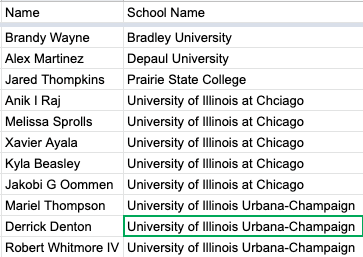 Name School Name
Brandy Wayne Bradley University
Alex Martinez Depaul University
Jared Thompkins Prairie State College
Anik I Raj University of Illinois at Chciago
Melissa Sprolls University of Illinois at Chicago
Xavier Ayala University of Illinois at Chicago
Kyla Beasley University of Illinois at Chicago
Jakobi G Oommen University of Illinois at Chicago
Mariel Thompson University of Illinois Urbana-Champaign
Derrick Denton University of Illinois Urbana-Champaign
Robert Whitmore IV University of Illinois Urbana-Champaign